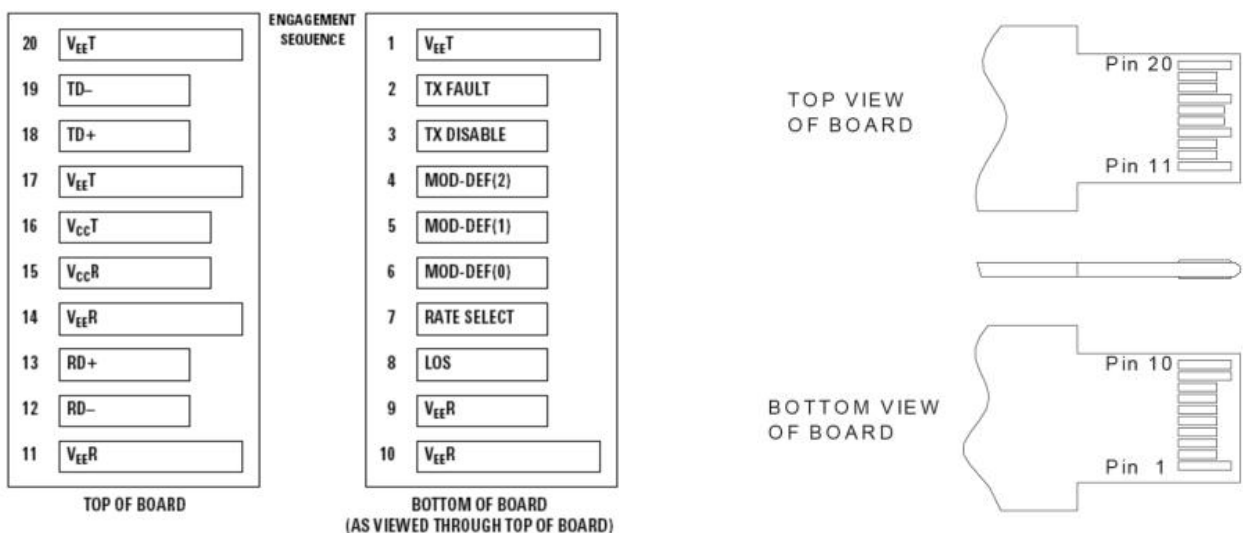 ENGAGEMENT
SEQUENCE
20 VEET
19 TD–
18 TD+
17 VEET
16 VCCT
15 VCCR
14 VEER
13 RD+
12 RD–
11 VEER
TOP OF BOARD
1 VEET
2 TX FAULT
3 TX DISABLE
4 MOD-DEF(2)
5 MOD-DEF(1)
6 MOD-DEF(0)
7 RATE SELECT
8 LOS
9 VEER
10 VEER
BOTTOM OF BOARD
(AS VIEWED THROUGH TOP OF BOARD)
TOP VIEW
OF BOARD
Pin 20
Pin 11
BOTTOM VIEW
OF BOARD
Pin 10
Pin 1